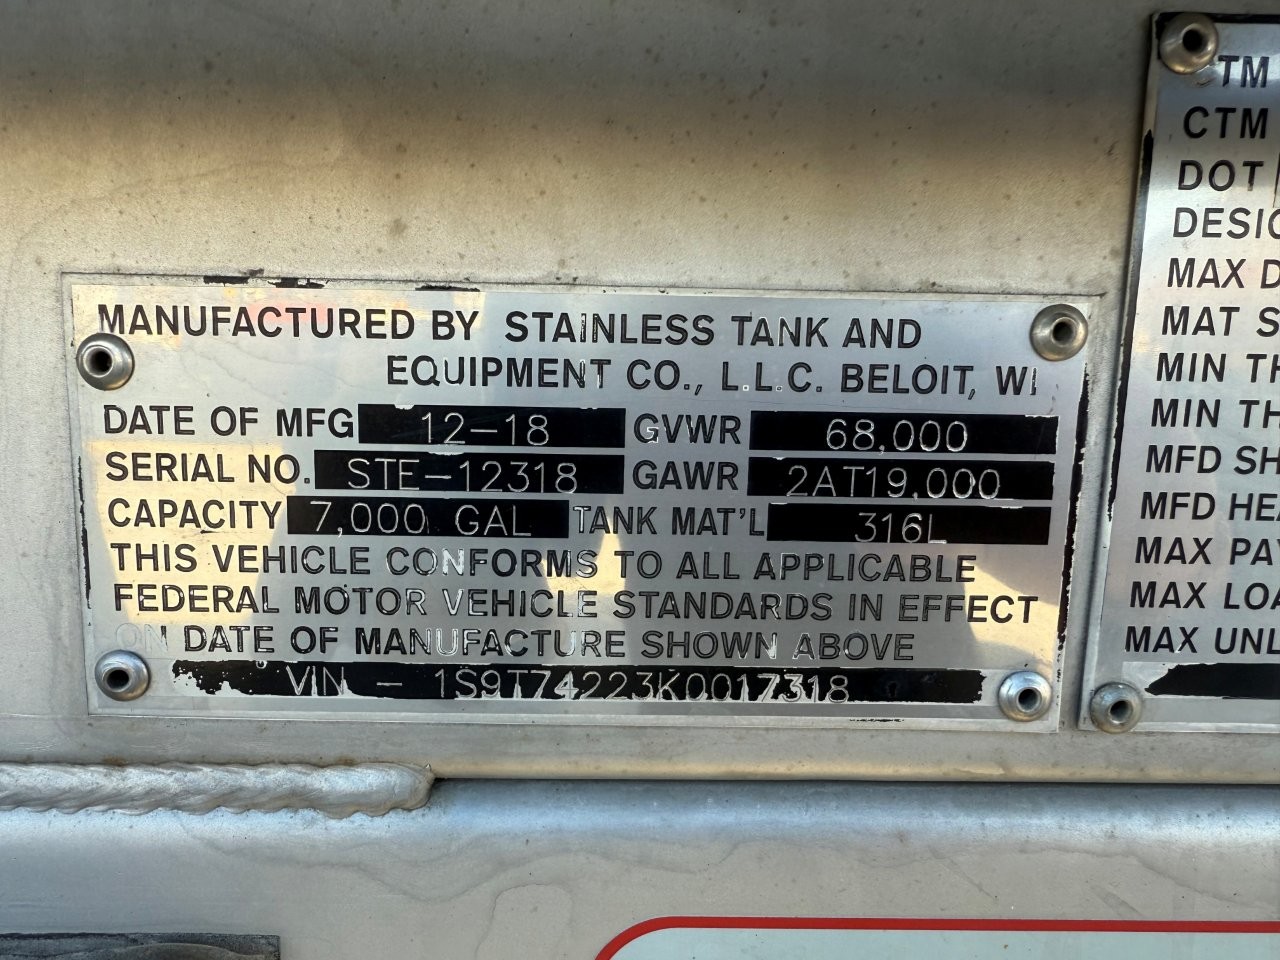 MANUFACTURED BY STAINLESS TANK AND
EQUIPMENT CO., L.L.C. BELOIT, WI
DATE OF MFG 12-18 GVWR 68,000
SERIAL NO. STE-12318 GAWR 2AT19,000
CAPACITY 7,000 GAL TANK MAT'L 316L
THIS VEHICLE CONFORMS TO ALL APPLICABLE
FEDERAL MOTOR VEHICLE STANDARDS IN EFFECT
ON DATE OF MANUFACTURE SHOWN ABOVE
VIN - 1S9T74223K0017318
CTM
CTM
DOT
DESIG
MAX D
MAT S
MIN TH
MIN TH
MFD SH
MFD HE
MAX PAY
MAX LOA
MAX UNL